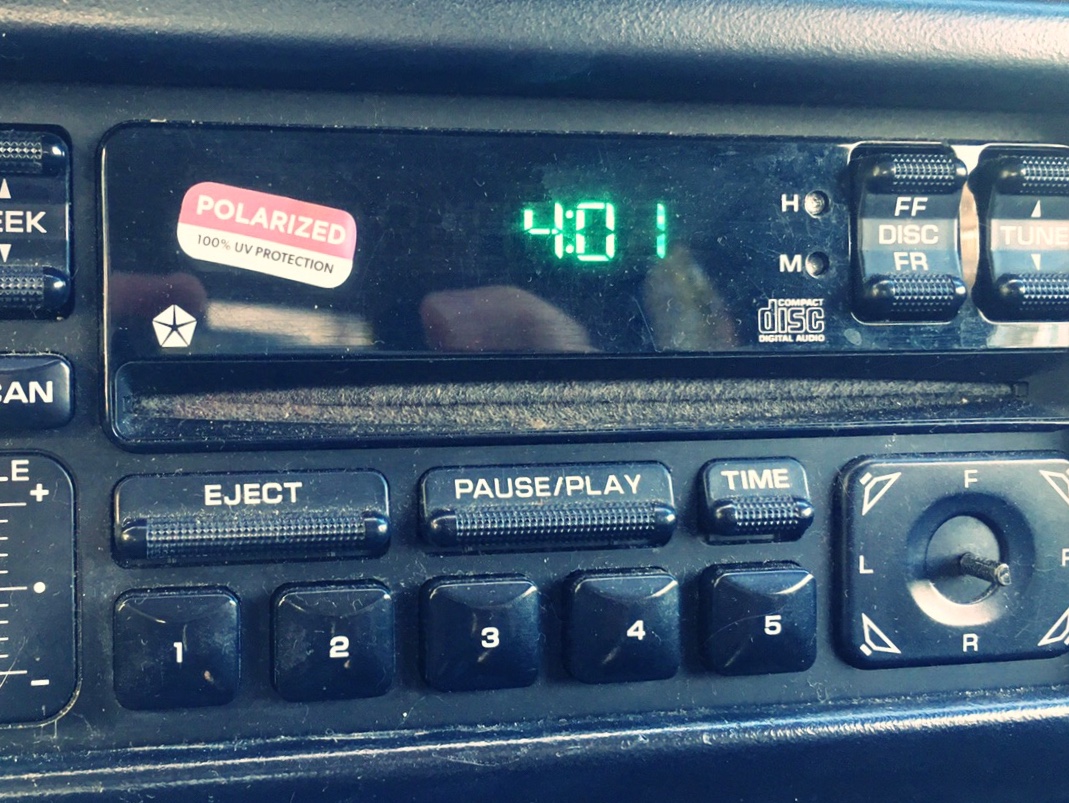 EEK
POLARIZED
100% UV PROTECTION
4:01
H
M
COMPACT
disc
DIGITAL AUDIO
FF
DISC
FR
TUNE
CAN
LE
+
-
EJECT
PAUSE/PLAY
TIME
1
2
3
4
5
F
L
R
R